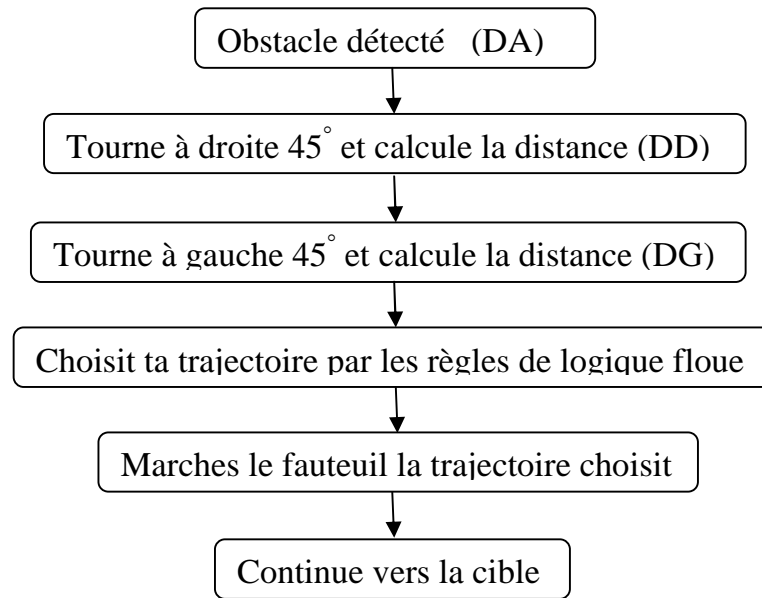 Obstacle détecté (DA)
Tourne à droite 45° et calcule la distance (DD)
Tourne à gauche 45° et calcule la distance (DG)
Choisit ta trajectoire par les règles de logique floue
Marches le fauteuil la trajectoire choisit
Continue vers la cible